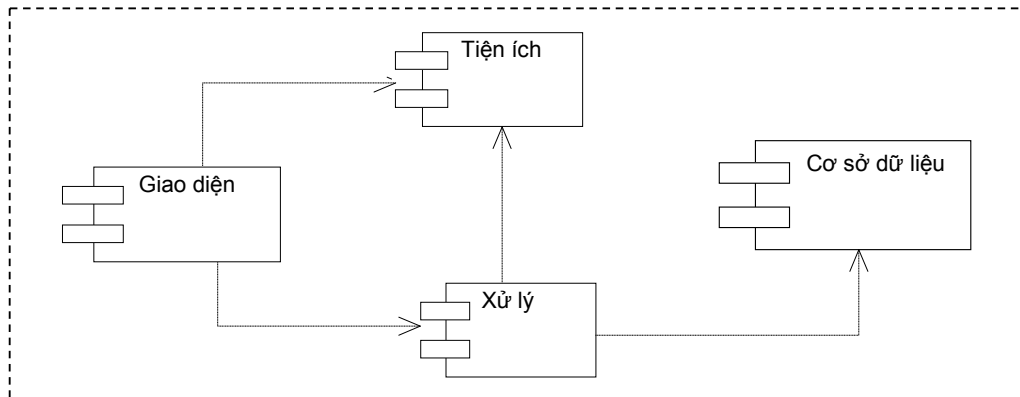 Tiện ích
Giao diện
Cơ sở dữ liệu
Xử lý